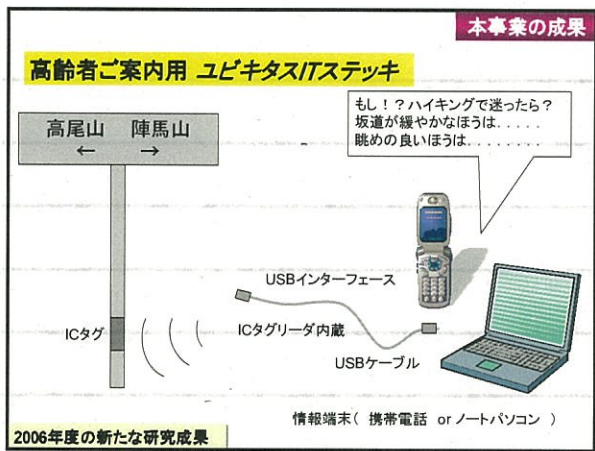 本事業の成果
高齢者ご案内用 ユビキタスITステッキ
高尾山 陣馬山
← →
もし！？ハイキングで迷ったら？
坂道が緩やかなほうは．．．．．
眺めの良いほうは．．．．．．．．
USBインターフェース
ICタグ
ICタグリーダ内蔵
USBケーブル
情報端末（ 携帯電話 or ノートパソコン ）
2006年度の新たな研究成果